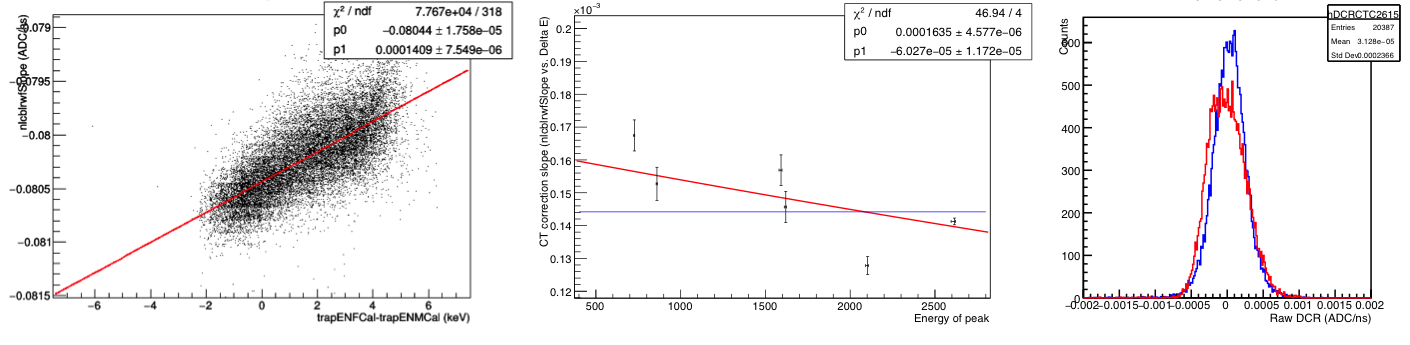 χ² / ndf 7.767e+04 / 318
p0 −0.08044 ± 1.758e−05
p1 0.0001409 ± 7.549e−06
nlcblrwfSlope (ADC/ns)
−0.079
−0.0795
−0.08
−0.0805
−0.081
−0.0815
−6 −4 −2 0 2 4 6
trapENFCal-trapENMCal (keV)
×10⁻³
χ² / ndf 46.94 / 4
p0 0.0001635 ± 4.577e−06
p1 −6.027e−05 ± 1.172e−05
CT correction slope (nlcblrwfSlope vs. Delta E)
0.2
0.19
0.18
0.17
0.16
0.15
0.14
0.13
0.12
500 1000 1500 2000 2500
Energy of peak
hDCRCTC2615
Entries 20387
Mean 3.128e−05
Std Dev 0.0002366
Counts
600
500
400
300
200
100
0
−0.002 −0.0015 −0.001 −0.0005 0 0.0005 0.001 0.0015 0.002
Raw DCR (ADC/ns)